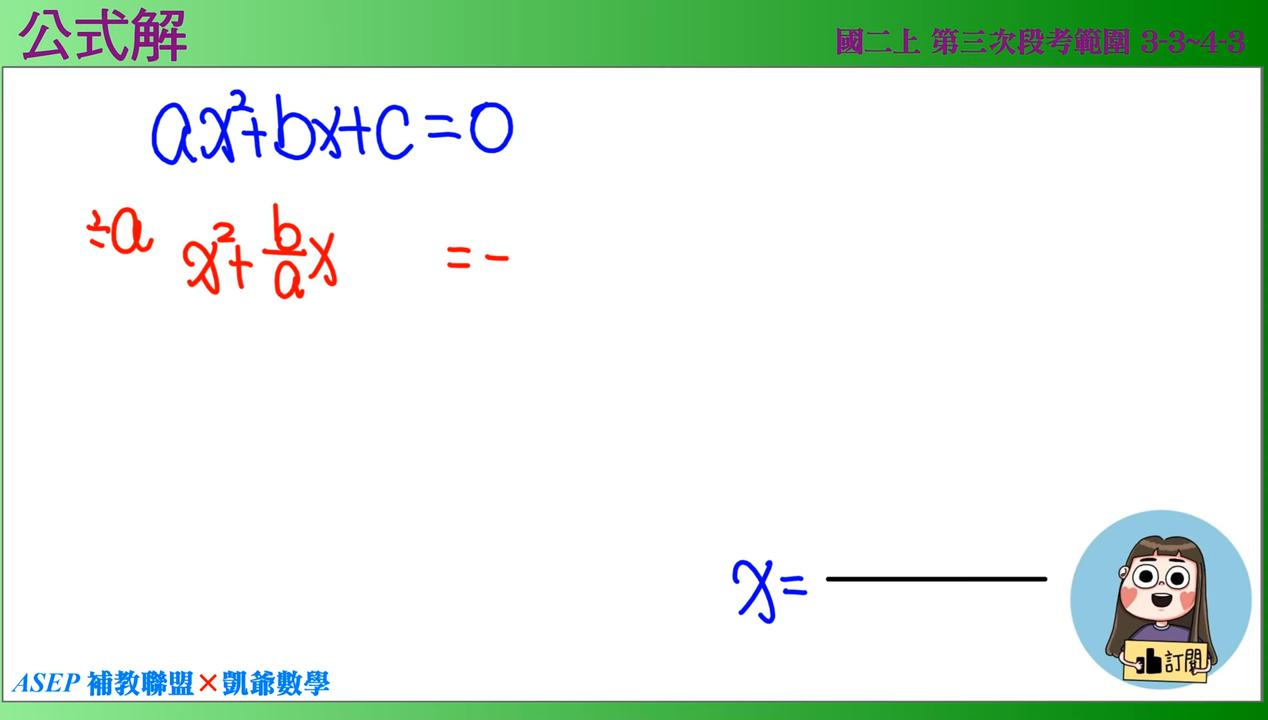 公式解
國二上 第三次段考範圍 3-3~4-3
ax²+bx+c=0
÷a x²+b/a x =-
x=
訂閱
ASEP 補教聯盟×凱爺數學